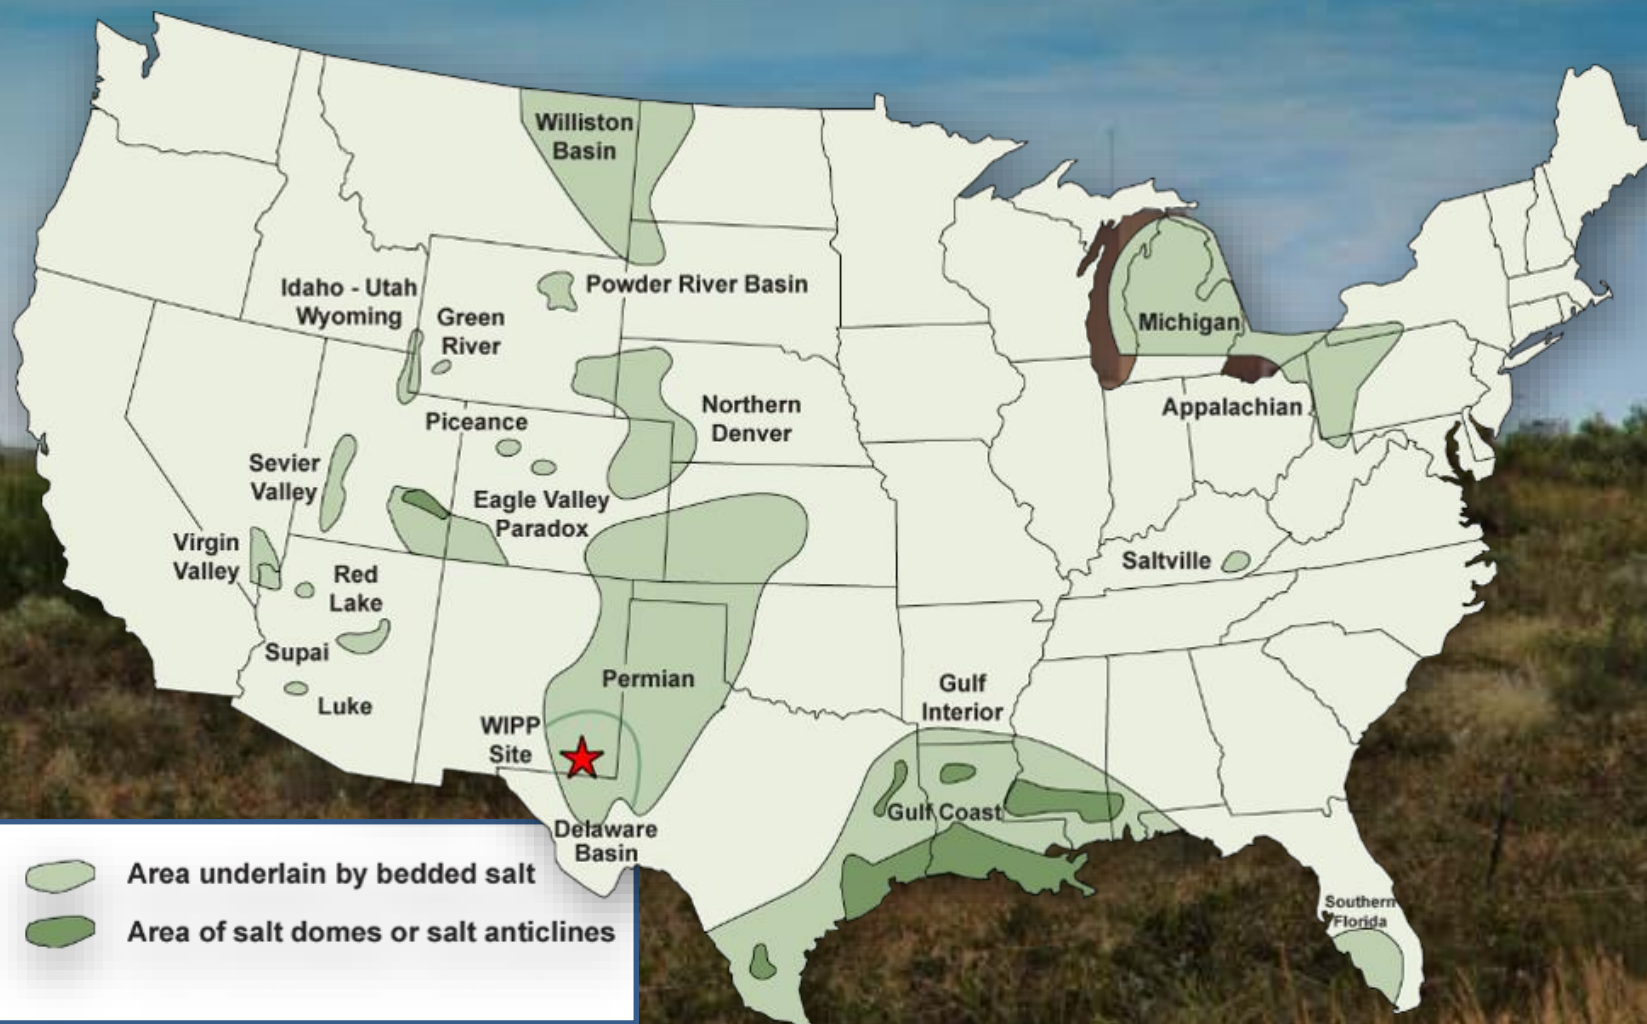 Williston
Basin
Powder River Basin
Idaho - Utah
Wyoming
Green
River
Michigan
Northern
Denver
Appalachian
Piceance
Sevier
Valley
Eagle Valley
Paradox
Virgin
Valley
Red
Lake
Saltville
Supai
Luke
Permian
WIPP
Site
Gulf
Interior
Gulf Coast
Delaware
Basin
Southern
Florida
Area underlain by bedded salt
Area of salt domes or salt anticlines